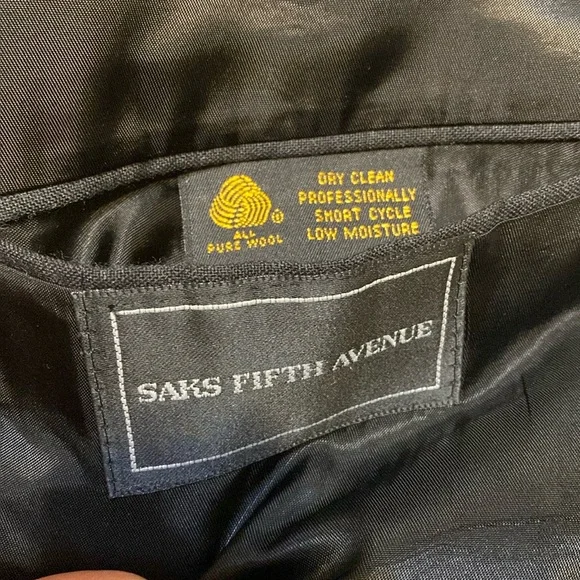 DRY CLEAN
PROFESSIONALLY
SHORT CYCLE
LOW MOISTURE
®
ALL
PURE WOOL
SAKS FIFTH AVENUE